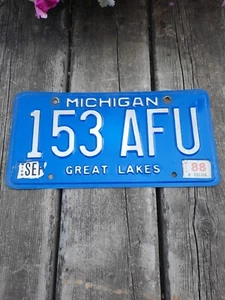 MICHIGAN
153 AFU
SEP
GREAT LAKES
88